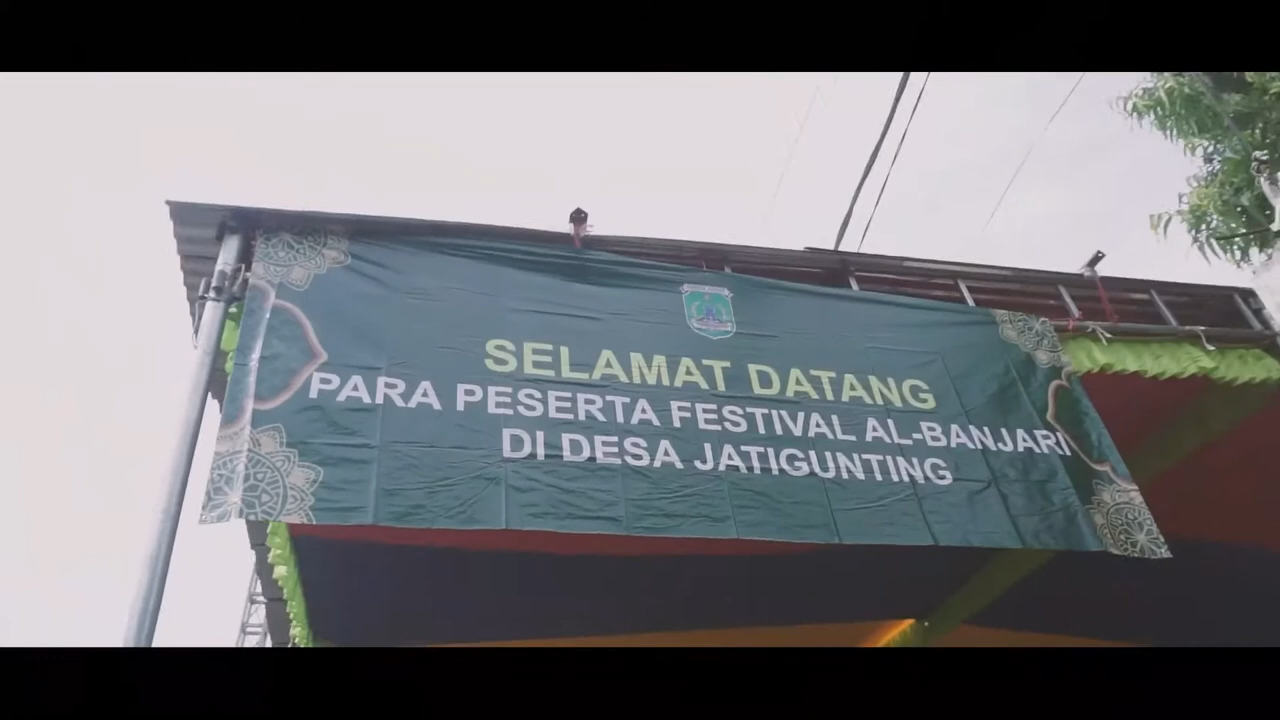 SELAMAT DATANG
PARA PESERTA FESTIVAL AL-BANJARI
DI DESA JATIGUNTING